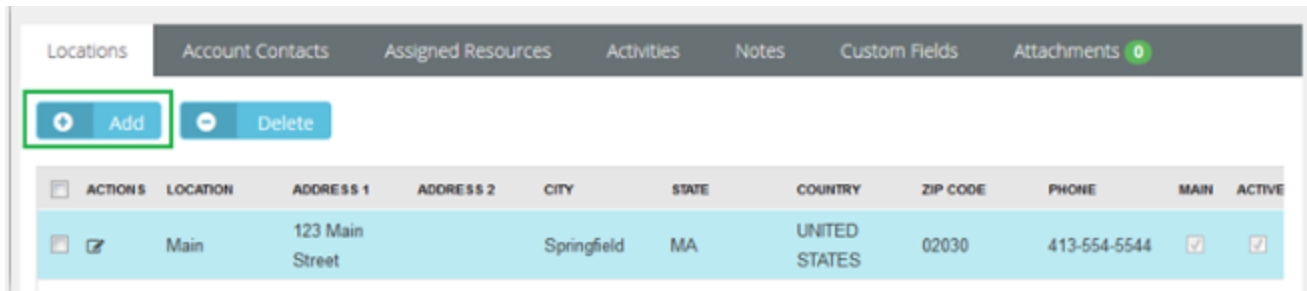 Locations Account Contacts Assigned Resources Activities Notes Custom Fields Attachments 0
Add Delete
ACTIONS LOCATION ADDRESS 1 ADDRESS 2 CITY STATE COUNTRY ZIP CODE PHONE MAIN ACTIVE
Main 123 Main Street Springfield MA UNITED STATES 02030 413-554-5544